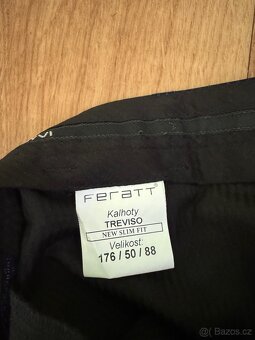 FERATT
Kalhoty
TREVISO
NEW SLIM FIT
Velikost:
176 / 50 / 88
Bazos.cz